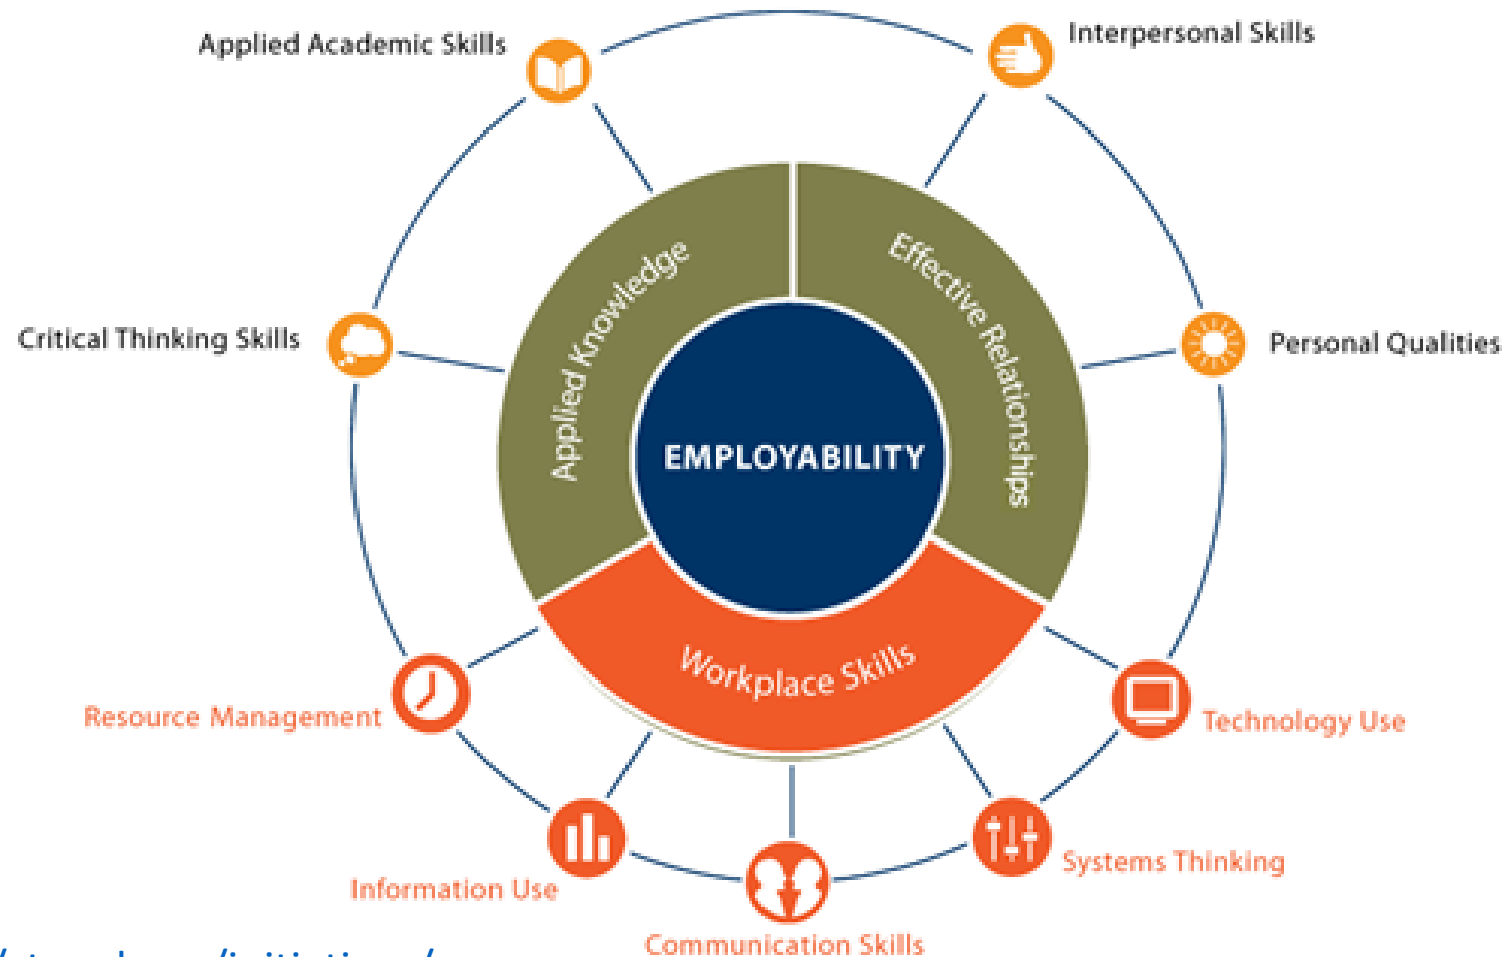 Applied Academic Skills
Interpersonal Skills
Critical Thinking Skills
Personal Qualities
Applied Knowledge
Effective Relationships
EMPLOYABILITY
Workplace Skills
Resource Management
Technology Use
Information Use
Systems Thinking
Communication Skills